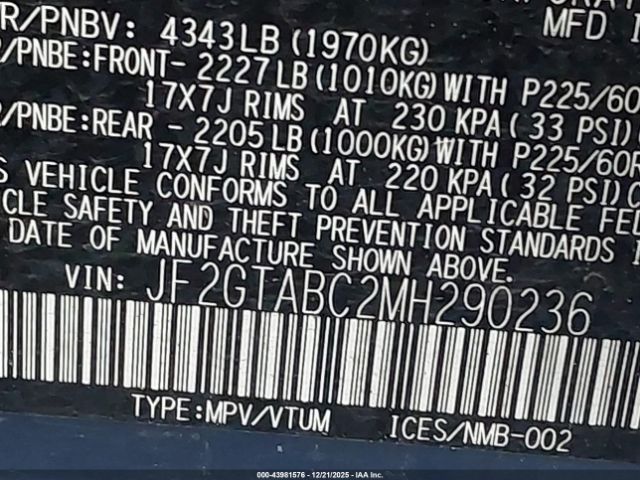 R/PNBV: 4343LB (1970KG)
MFD I
/PNBE:FRONT- 2227LB(1010KG)WITH P225/60
17X7J RIMS AT 230 KPA( 33 PSI)
/PNBE:REAR - 2205LB(1000KG)WITH P225/60R
17X7J RIMS AT 220 KPA( 32 PSI)
S VEHICLE CONFORMS TO ALL APPLICABLE FED
CLE SAFETY AND THEFT PREVENTION STANDARDS
DATE OF MANUFACTURE SHOWN ABOVE.
VIN: JF2GTABC2MH290236
TYPE:MPV/VTUM ICES/NMB-002
000-43981576 - 12/21/2025 - IAAI Inc.